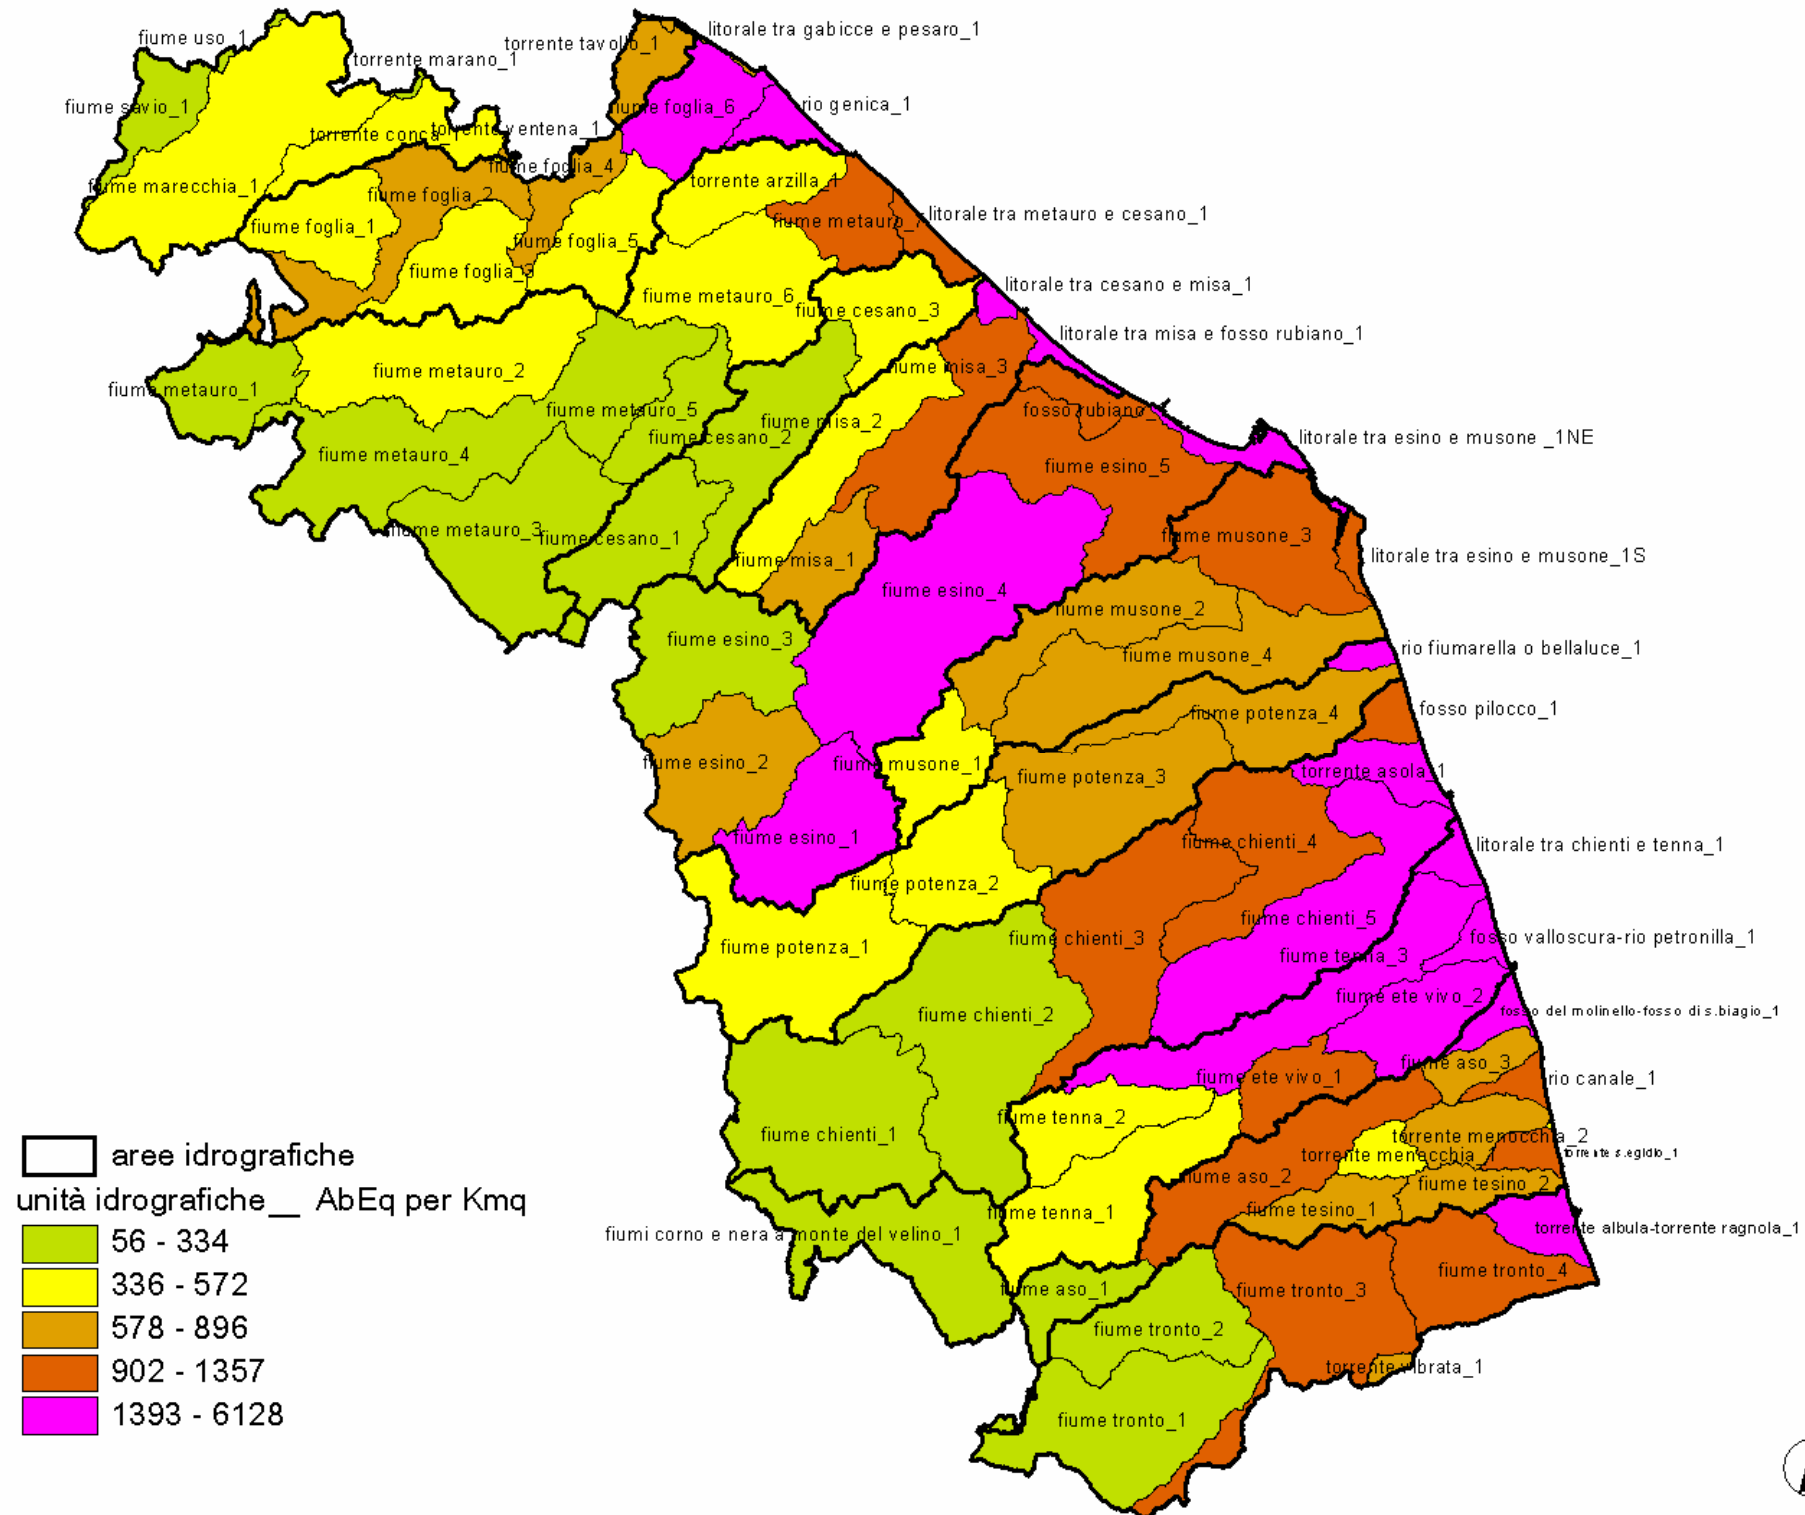 litorale tra gabicce e pesaro_1
fiume uso_1
torrente tavollo_1
torrente marano_1
fiume savio_1
fiume foglia_6
rio genica_1
torrente conca_1
torrente ventena_1
fiume foglia_4
fiume marecchia_1
fiume foglia_2
torrente arzilla_1
fiume foglia_1
fiume metauro_7
litorale tra metauro e cesano_1
fiume foglia_5
fiume foglia_3
litorale tra cesano e misa_1
fiume metauro_6
fiume cesano_3
litorale tra misa e fosso rubiano_1
fiume metauro_2
fiume misa_3
fiume metauro_1
fiume metauro_5
fosso rubiano
fiume misa_2
fiume cesano_2
litorale tra esino e musone _1NE
fiume metauro_4
fiume esino_5
fiume metauro_3
fiume cesano_1
fiume musone_3
fiume misa_1
litorale tra esino e musone_1S
fiume esino_4
fiume musone_2
fiume esino_3
fiume musone_4
rio fiumarella o bellaluce_1
fiume potenza_4
fosso pilocco_1
fiume esino_2
fiume musone_1
fiume potenza_3
torrente asola_1
fiume esino_1
fiume chienti_4
litorale tra chienti e tenna_1
fiume potenza_2
fiume chienti_5
fiume potenza_1
fiume chienti_3
fosso valloscura-rio petronilla_1
fiume tenna_3
fiume ete vivo_2
fiume chienti_2
fosso del molinello-fosso di s.biagio_1
fiume aso_3
fiume ete vivo_1
rio canale_1
fiume tenna_2
fiume chienti_1
torrente menocchia_2
torrente menocchia_1
torrente s.egidio_1
fiume aso_2
fiume tesino_2
fiume tenna_1
fiume tesino_1
fiumi corno e nera a monte del velino_1
torrente albula-torrente ragnola_1
fiume aso_1
fiume tronto_3
fiume tronto_4
fiume tronto_2
torrente vibrata_1
fiume tronto_1
aree idrografiche
unità idrografiche__ AbEq per Kmq
56 - 334
336 - 572
578 - 896
902 - 1357
1393 - 6128